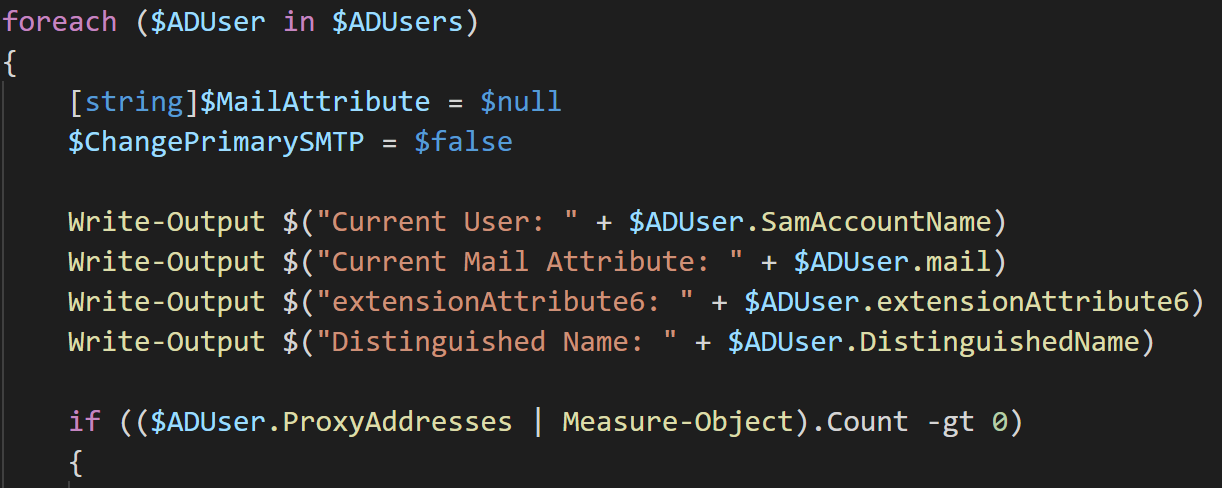 foreach ($ADUser in $ADUsers)
{
    [string]$MailAttribute = $null
    $ChangePrimarySMTP = $false

    Write-Output $("Current User: " + $ADUser.SamAccountName)
    Write-Output $("Current Mail Attribute: " + $ADUser.mail)
    Write-Output $("extensionAttribute6: " + $ADUser.extensionAttribute6)
    Write-Output $("Distinguished Name: " + $ADUser.DistinguishedName)

    if (($ADUser.ProxyAddresses | Measure-Object).Count -gt 0)
    {